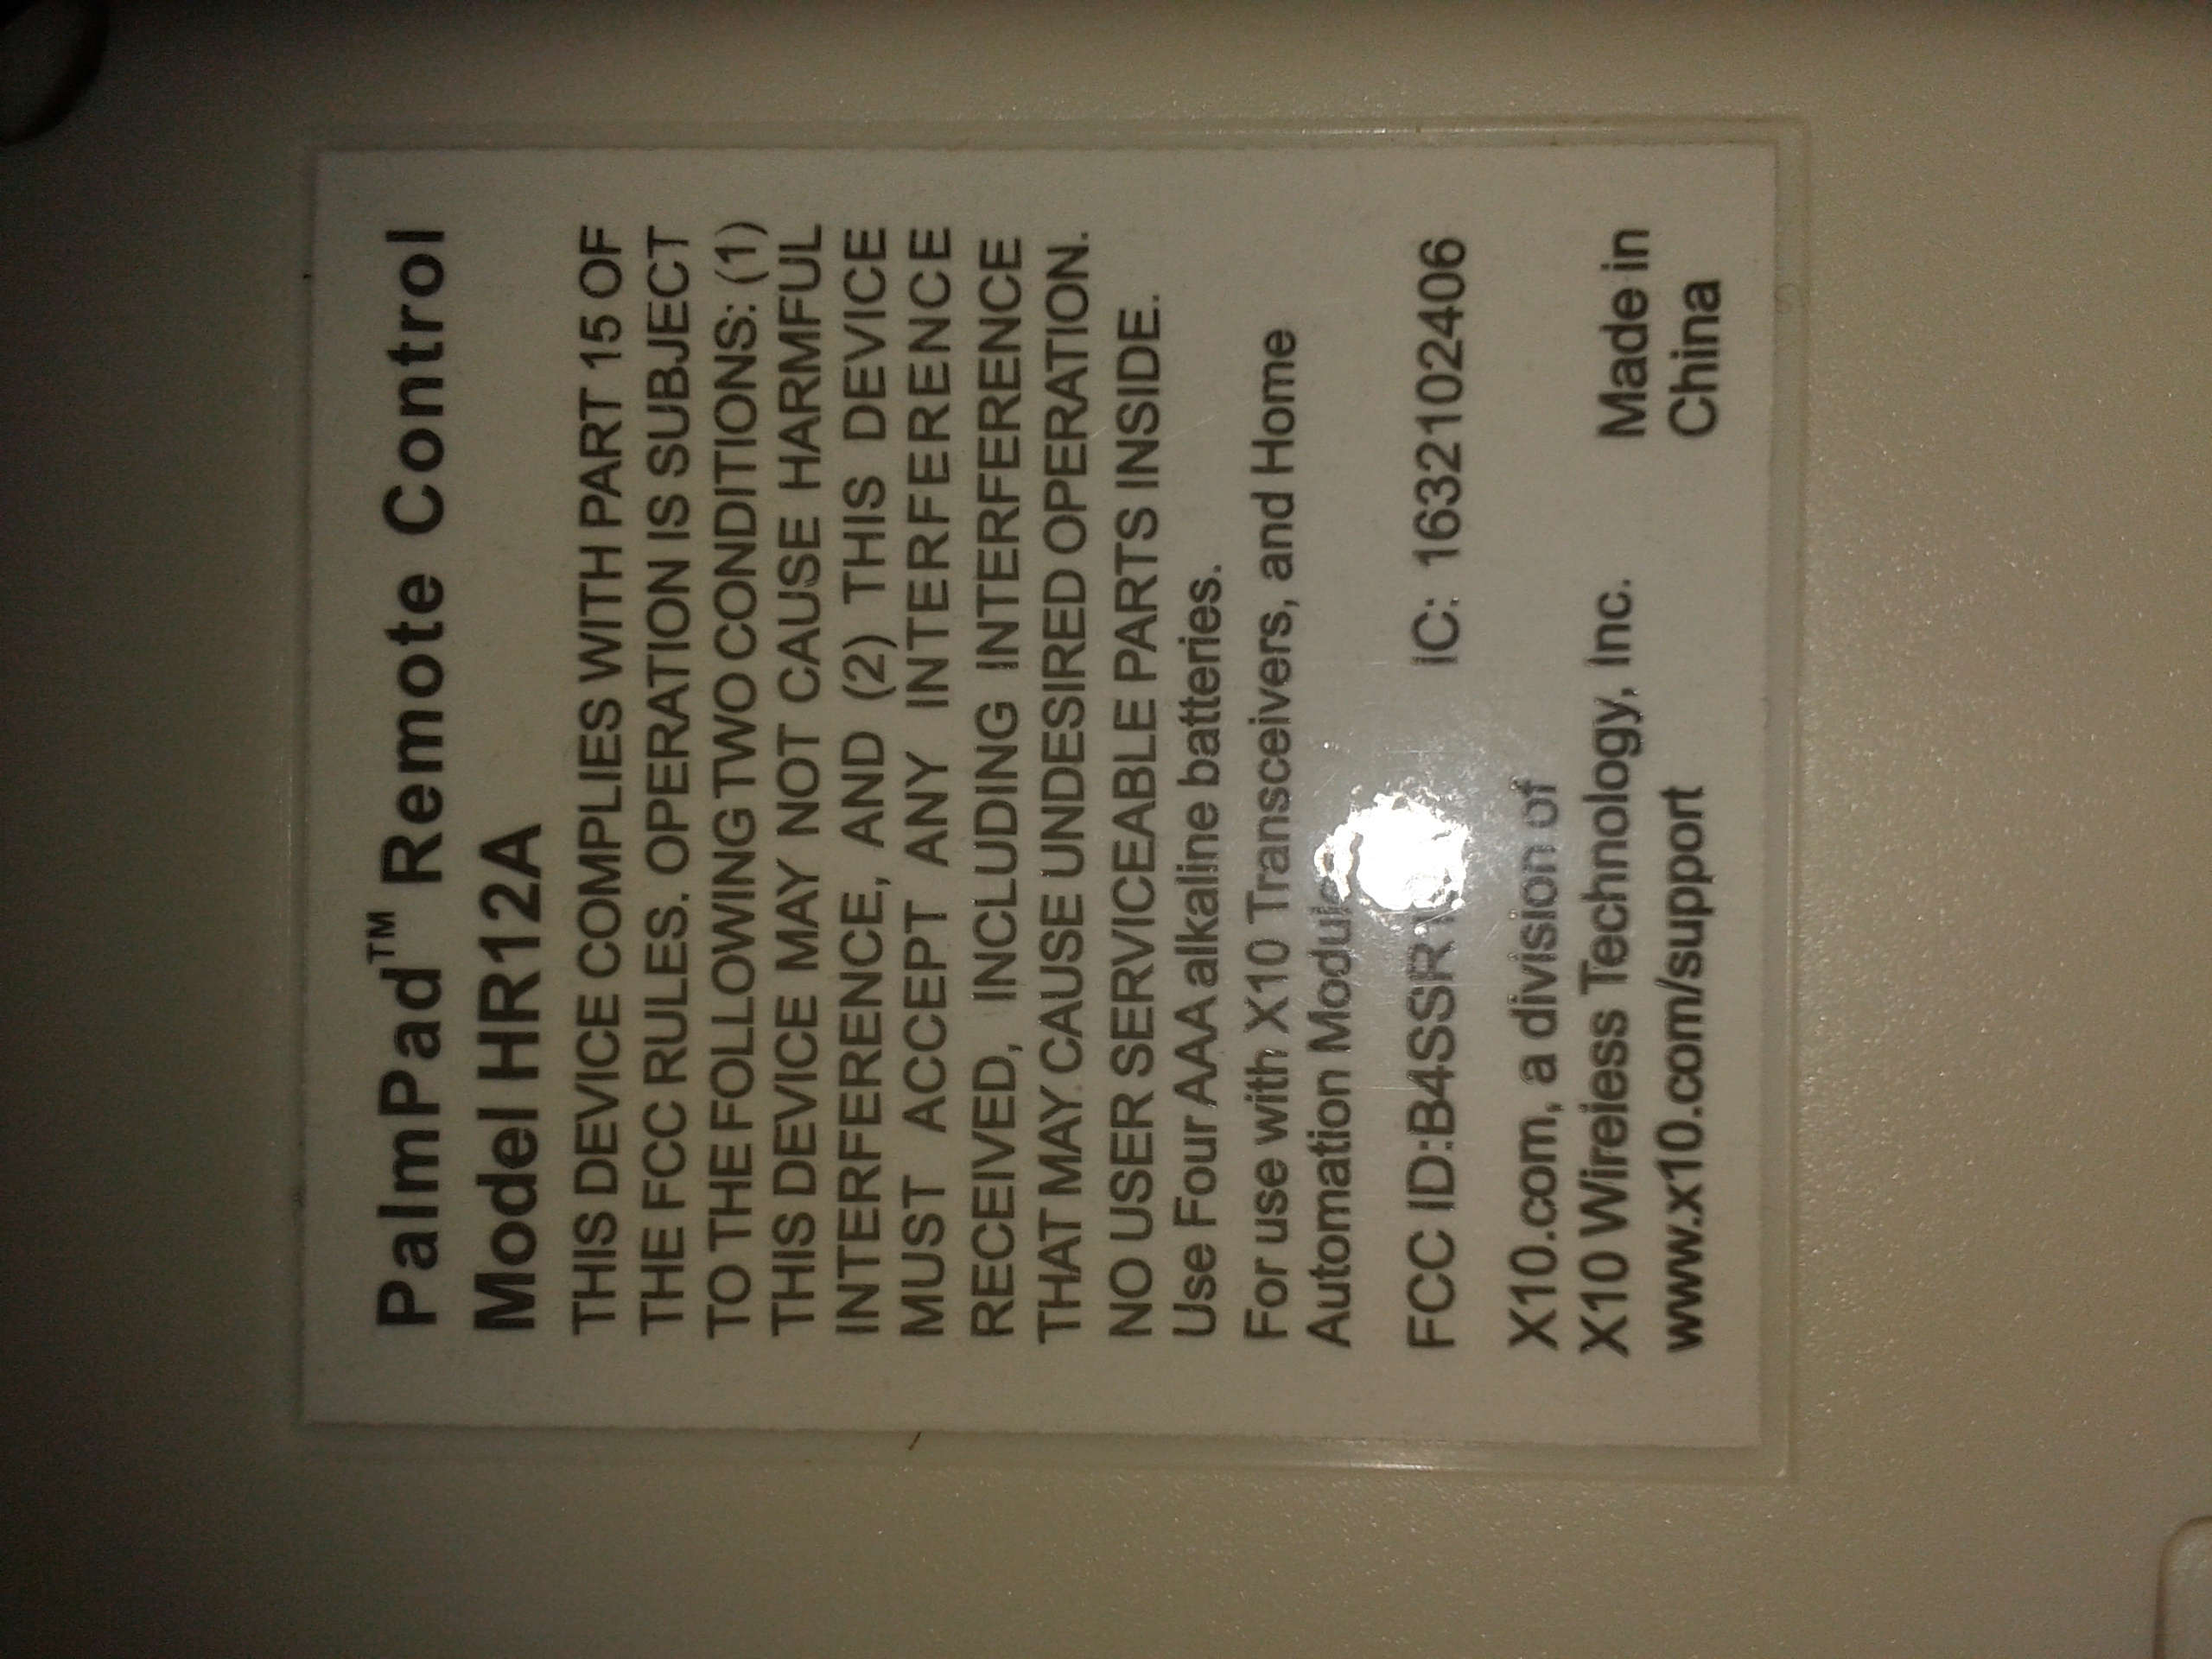 PalmPad™ Remote Control
Model HR12A
THIS DEVICE COMPLIES WITH PART 15 OF
THE FCC RULES. OPERATION IS SUBJECT
TO THE FOLLOWING TWO CONDITIONS: (1)
THIS DEVICE MAY NOT CAUSE HARMFUL
INTERFERENCE, AND (2) THIS DEVICE
MUST ACCEPT ANY INTERFERENCE
RECEIVED, INCLUDING INTERFERENCE
THAT MAY CAUSE UNDESIRED OPERATION.
NO USER SERVICEABLE PARTS INSIDE.
Use Four AAA alkaline batteries.
For use with X10 Transceivers, and Home
Automation
FCC ID: IC: 1632102406
X10.com, a division of
X10 Wireless Technology, Inc. Made in
www.x10.com/support China